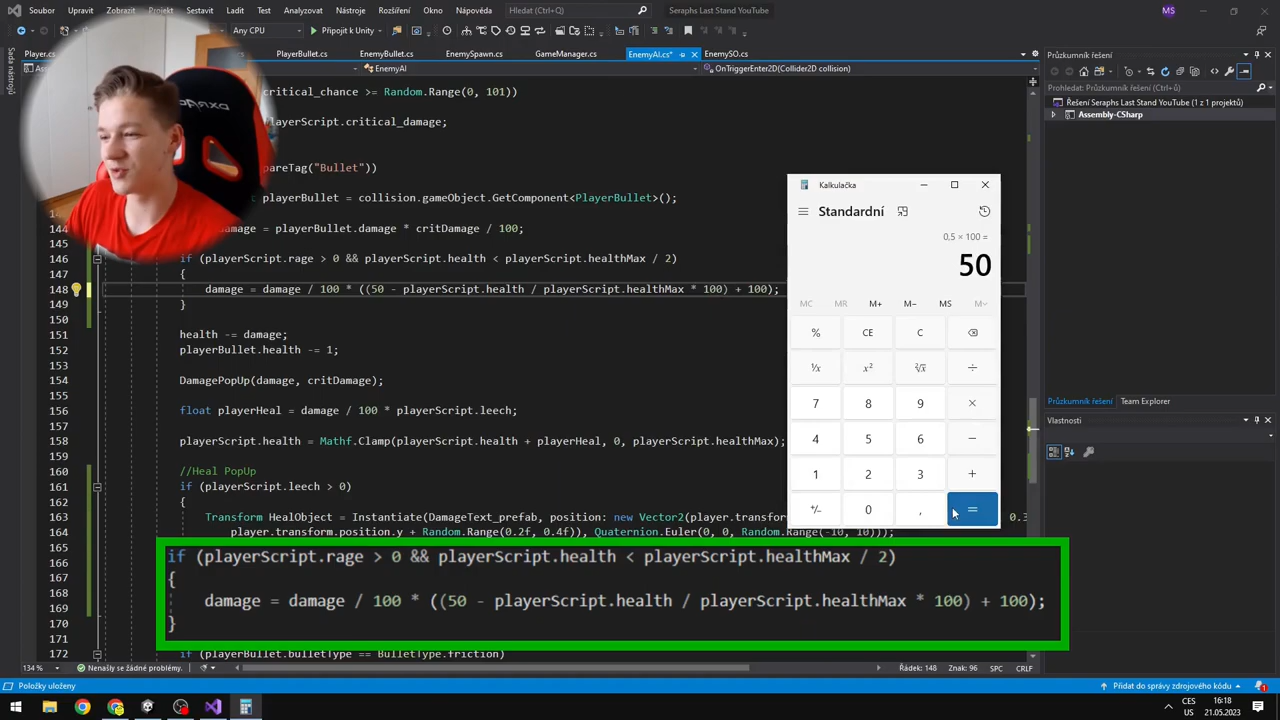 Soubor Upravit Zobrazit Projekt Sestavit Ladit Test Analyzovat Nástroje Rozšíření Okno Nápověda Hledat (Ctrl+Q) Seraphs Last Stand YouTube MS
Any CPU Připojit k Unity
Player.cs PlayerBullet.cs EnemyBullet.cs EnemySpawn.cs GameManager.cs EnemyAI.cs* EnemySO.cs
EnemyAI OnTriggerEnter2D(Collider2D collision)
Sada nástrojů
critical_chance >= Random.Range(0, 101))
playerScript.critical_damage;
pareTag("Bullet"))
t playerBullet = collision.gameObject.GetComponent<PlayerBullet>();
144 damage = playerBullet.damage * critDamage / 100;
145
146 if (playerScript.rage > 0 && playerScript.health < playerScript.healthMax / 2)
147 {
148 damage = damage / 100 * ((50 - playerScript.health / playerScript.healthMax * 100) + 100);
149 }
150
151 health -= damage;
152 playerBullet.health -= 1;
153
154 DamagePopUp(damage, critDamage);
155
156 float playerHeal = damage / 100 * playerScript.leech;
157
158 playerScript.health = Mathf.Clamp(playerScript.health + playerHeal, 0, playerScript.healthMax);
159
160 //Heal PopUp
161 if (playerScript.leech > 0)
162 {
163 Transform HealObject = Instantiate(DamageText_prefab, position: new Vector2(player.transfor
164 player.transform.position.y + Random.Range(0.2f, 0.4f)), Quaternion.Euler(0, 0, Random.Range(-10, 10)));
165
166
167
168
169
170
171
172 if (playerBullet.bulletType == BulletType.friction)
Kalkulačka
Standardní
0,5 × 100 =
50
MC MR M+ M− MS M
% CE C
¹/x x² ²√x ÷
7 8 9 ×
4 5 6 −
1 2 3 +
+/− 0 , =
if (playerScript.rage > 0 && playerScript.health < playerScript.healthMax / 2)
{
damage = damage / 100 * ((50 - playerScript.health / playerScript.healthMax * 100) + 100);
}
Průzkumník řešení
Prohledat: Průzkumník řešení (Ctrl+Č)
Řešení Seraphs Last Stand YouTube (1 z 1 projektů)
Assembly-CSharp
Průzkumník řešení Team Explorer
Vlastnosti
134 % Nenašly se žádné problémy. Řádek: 148 Znak: 96 SPC CRLF
Položky uloženy Přidat do správy zdrojového kódu 1
CES
US
16:18
21.05.2023